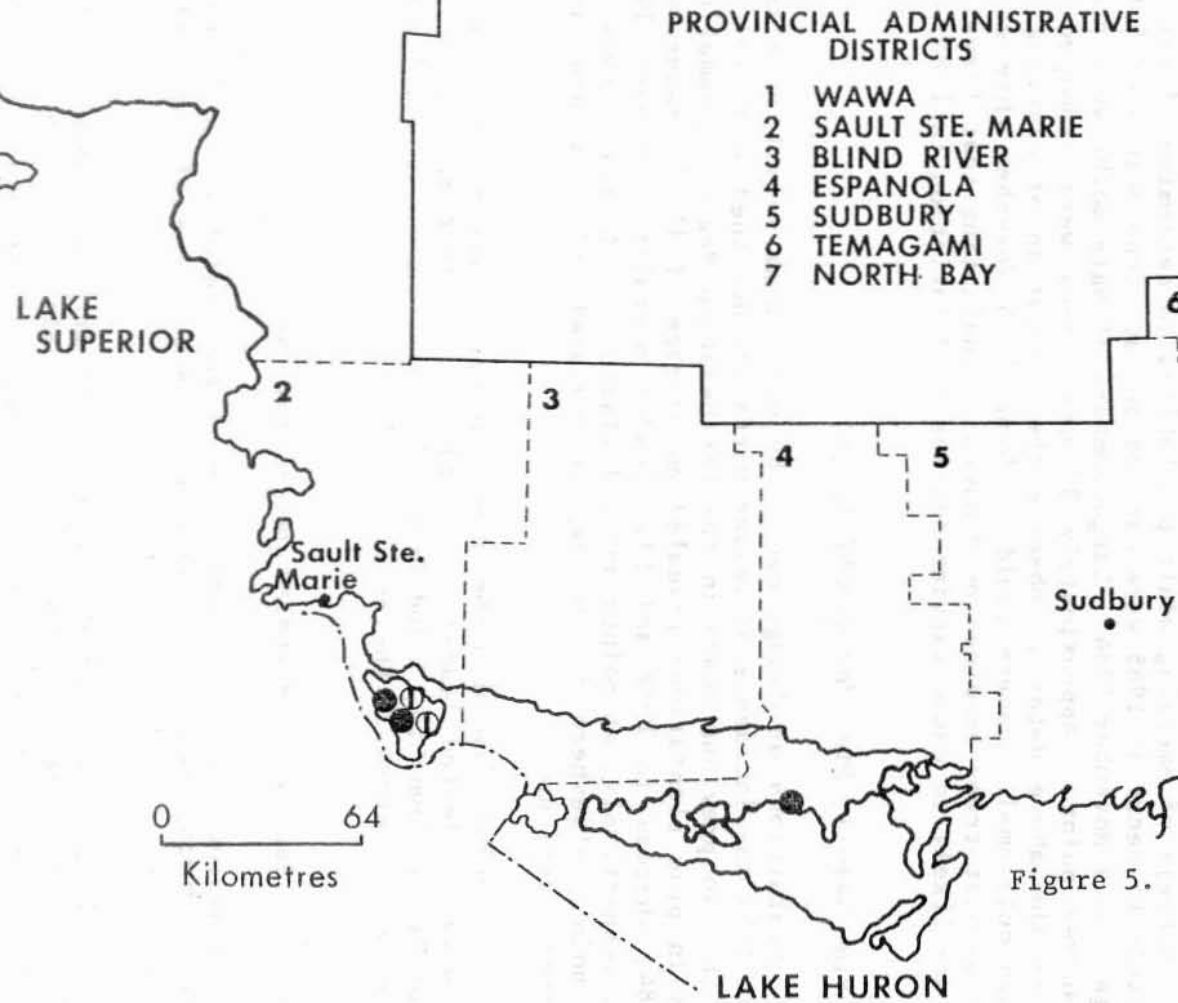 PROVINCIAL ADMINISTRATIVE
DISTRICTS
1 WAWA
2 SAULT STE. MARIE
3 BLIND RIVER
4 ESPANOLA
5 SUDBURY
6 TEMAGAMI
7 NORTH BAY
LAKE
SUPERIOR
6
2
3
4
5
Sault Ste.
Marie
Sudbury
0 64
Kilometres
Figure 5.
LAKE HURON